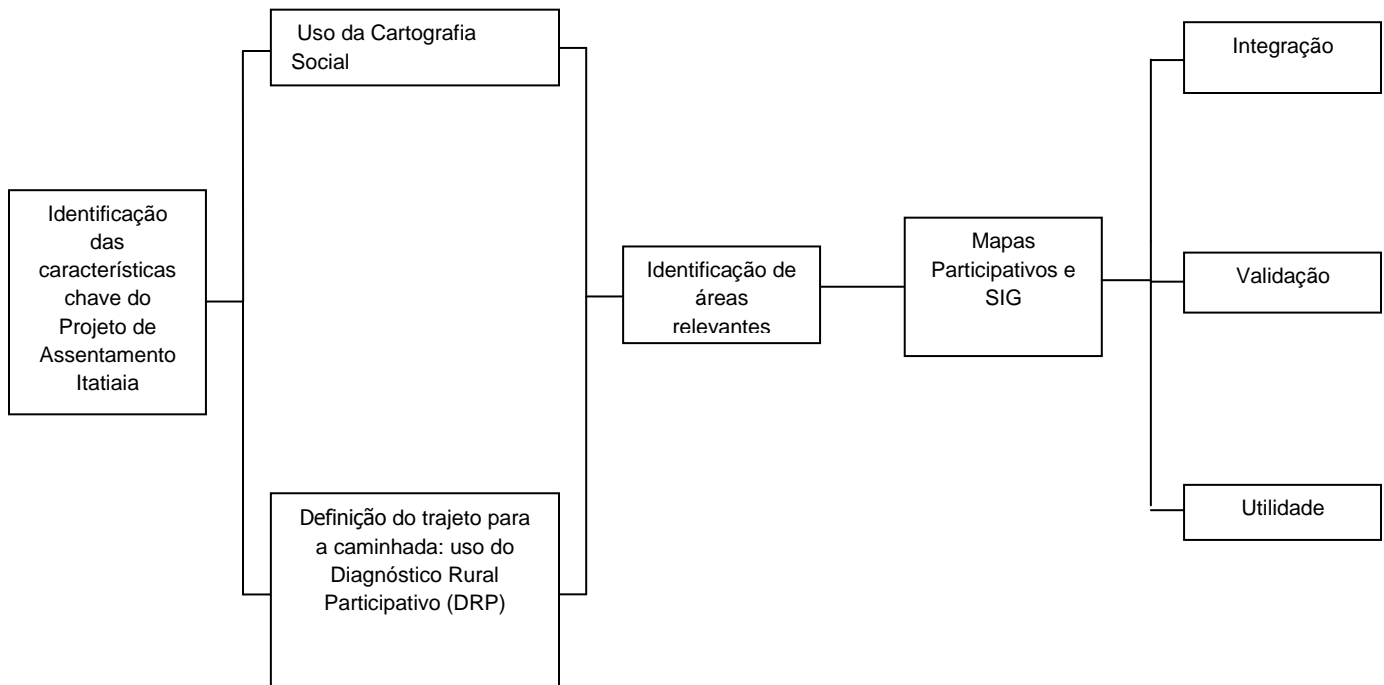 Identificação
das
características
chave do
Projeto de
Assentamento
Itatiaia
Uso da Cartografia
Social
Definição do trajeto para
a caminhada: uso do
Diagnóstico Rural
Participativo (DRP)
Identificação de
áreas
relevantes
Mapas
Participativos e
SIG
Integração
Validação
Utilidade